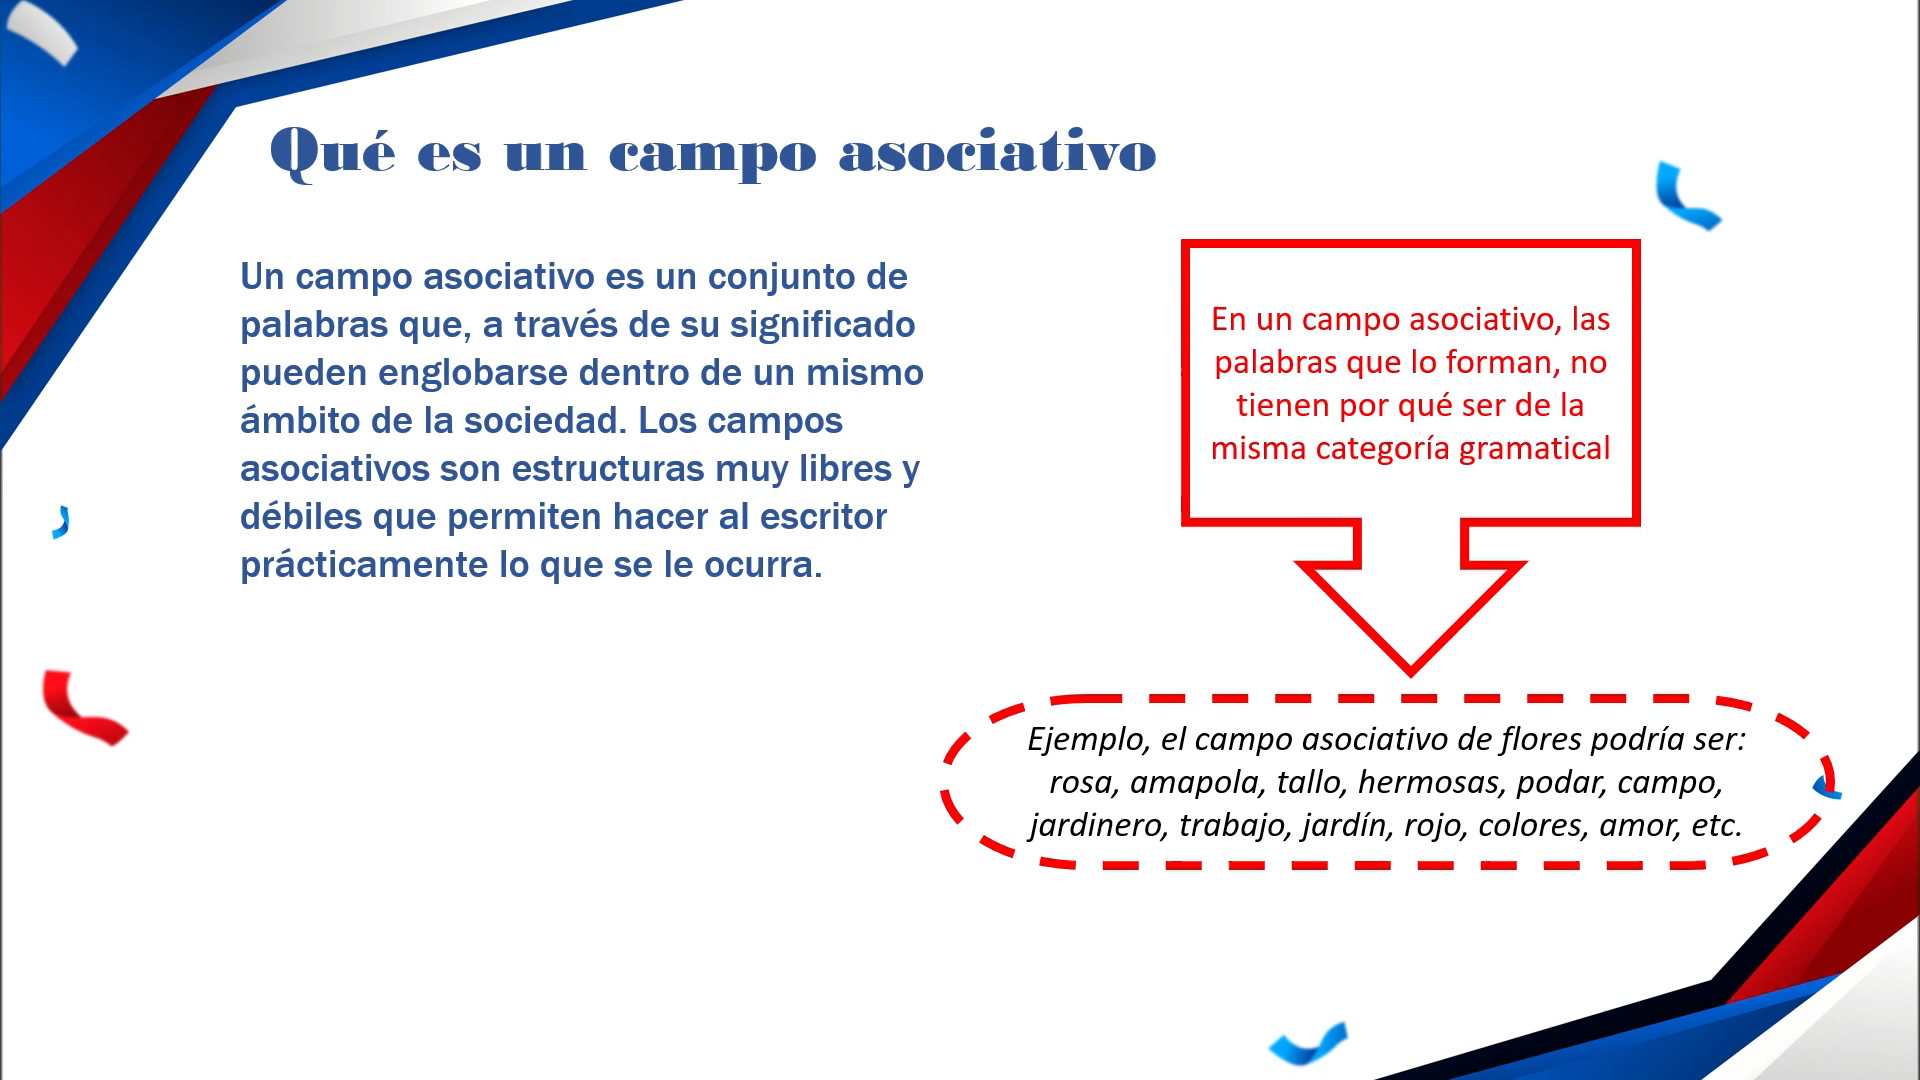 Qué es un campo asociativo
Un campo asociativo es un conjunto de
palabras que, a través de su significado
pueden englobarse dentro de un mismo
ámbito de la sociedad. Los campos
asociativos son estructuras muy libres y
débiles que permiten hacer al escritor
prácticamente lo que se le ocurra.
En un campo asociativo, las
palabras que lo forman, no
tienen por qué ser de la
misma categoría gramatical
Ejemplo, el campo asociativo de flores podría ser:
rosa, amapola, tallo, hermosas, podar, campo,
jardinero, trabajo, jardín, rojo, colores, amor, etc.